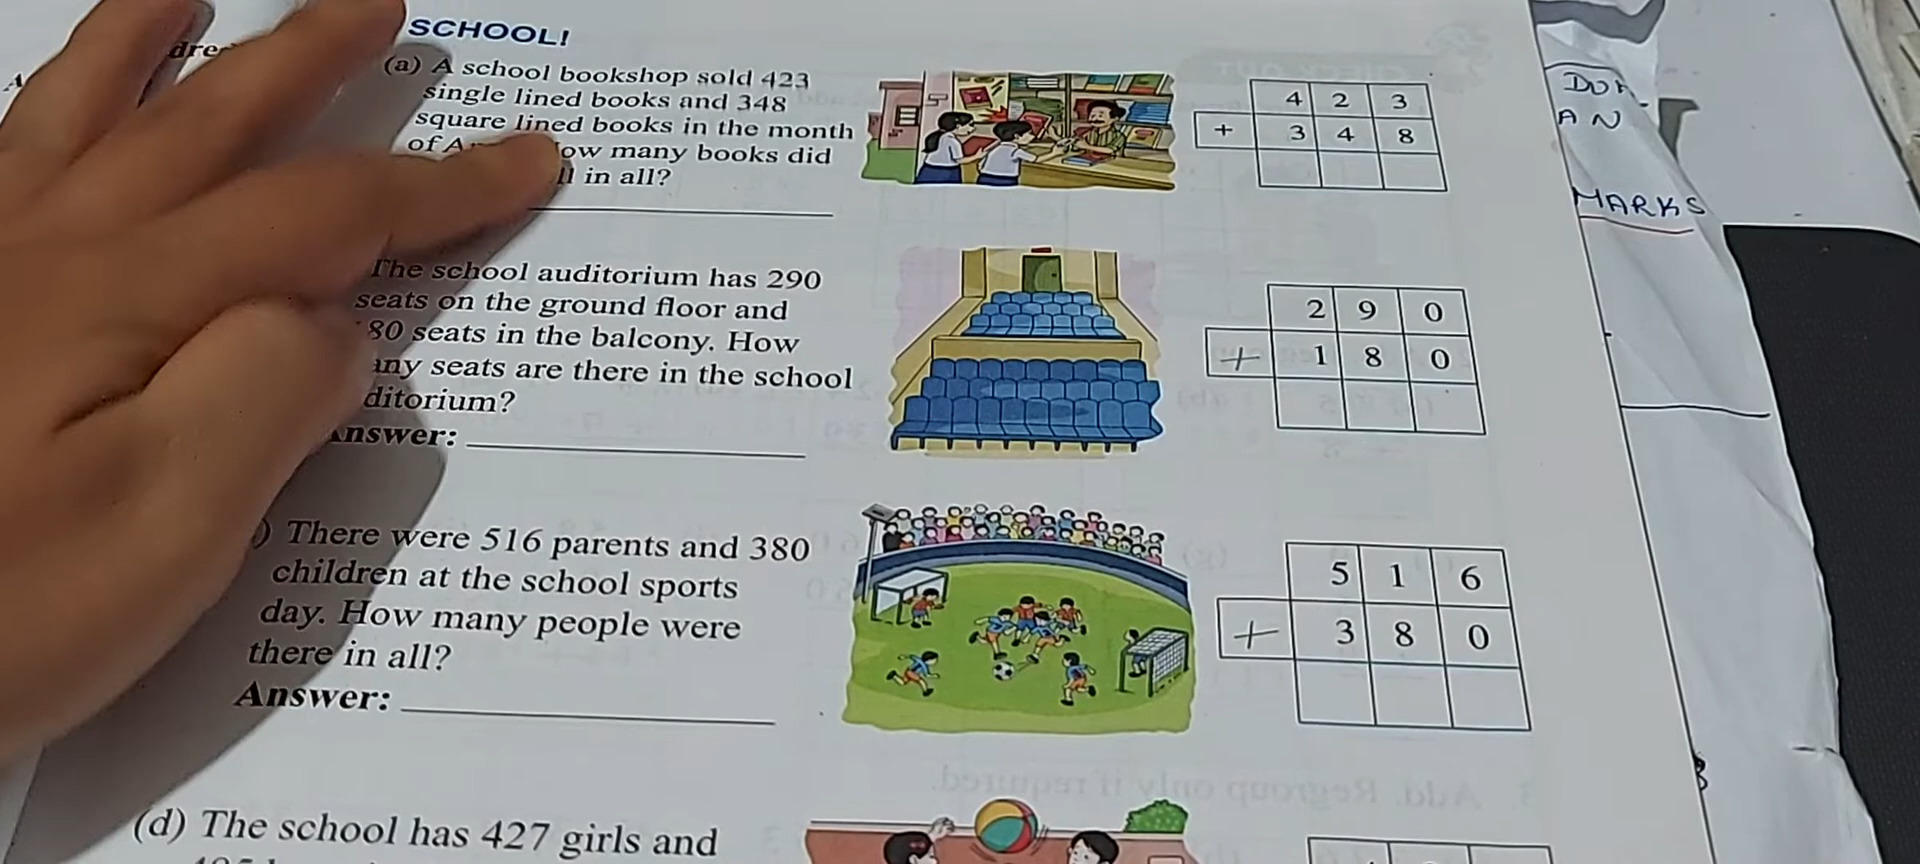 SCHOOL!
(a) A school bookshop sold 423
single lined books and 348
square lined books in the month
of many books did
in all?
4 2 3
+ 3 4 8
The school auditorium has 290
seats on the ground floor and
80 seats in the balcony. How
seats are there in the school
Answer:
2 9 0
+ 1 8 0
) There were 516 parents and 380
children at the school sports
day. How many people were
there in all?
Answer:
5 1 6
+ 3 8 0
(d) The school has 427 girls and
AN
MARKS